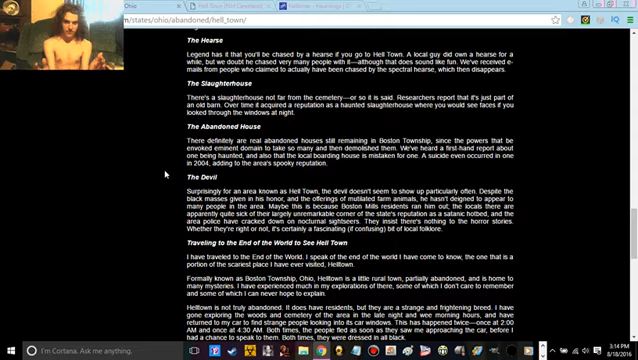 Ohio
Hell Town (Not Cancelled
m/states/ohio/abandoned/hell_town/
The Hearse
Legend has it that you'll be chased by a hearse if you go to Hell Town. A local guy did own a hearse for a
while, but we doubt he chased very many people with it—although that does sound like fun. We've received e-
mails from people who claimed to actually have been chased by the spectral hearse, which then disappears.
The Slaughterhouse
There's a slaughterhouse not far from the cemetery—or so it is said. Researchers report that it's just part of
an old barn. Over time it acquired a reputation as a haunted slaughterhouse where you would see faces if you
looked through the windows at night.
The Abandoned House
There definitely are real abandoned houses still remaining in Boston Township, since the powers that be
envoked eminent domain to take so many and then demolished them. We've heard a first-hand report about
one being haunted, and also that the local boarding house is mistaken for one. A suicide even occurred in one
in 2004, adding to the area's spooky reputation.
The Devil
Surprisingly for an area known as Hell Town, the devil doesn't seem to show up particularly often. Despite the
black masses given in his honor, and the offerings of mutilated farm animals, he hasn't deigned to appear to
many people in the area. Maybe this is because Boston Mills residents ran him out; the locals there are
apparently quite sick of their largely unremarkable corner of the state's reputation as a satanic hotbed, and
the area police have cracked down on nocturnal sightseers. They insist there's nothing to the horror stories.
Whether they're right or not, it's certainly a fascinating (if confusing) bit of local folklore.
Traveling to the End of the World to See Hell Town
I have traveled to the End of the World. I speak of the end of the world I have come to know, the one that is a
portion of the scariest place I have ever visited, Helltown.
Formally known as Boston Township, Ohio, Helltown is a little rural town, partially abandoned, and is home to
many mysteries. I have experienced much in my explorations of there, some of which I don't care to remember
and some of which I can never hope to explain.
Helltown is not truly abandoned. It does have residents, but they are a strange and frightening breed. I have
gone exploring the woods and cemetery of the area in the late night and wee morning hours, and have
returned to my car to find strange people looking into its car windows. This has happened twice—once at 2:00
AM and once at 4:30 AM. Both times, the people fled as soon as they saw me approaching the car, before I
had a chance to speak to them. Both times, they were dressed in all black.
I'm Cortana. Ask me anything.
3:14 PM
8/18/2016